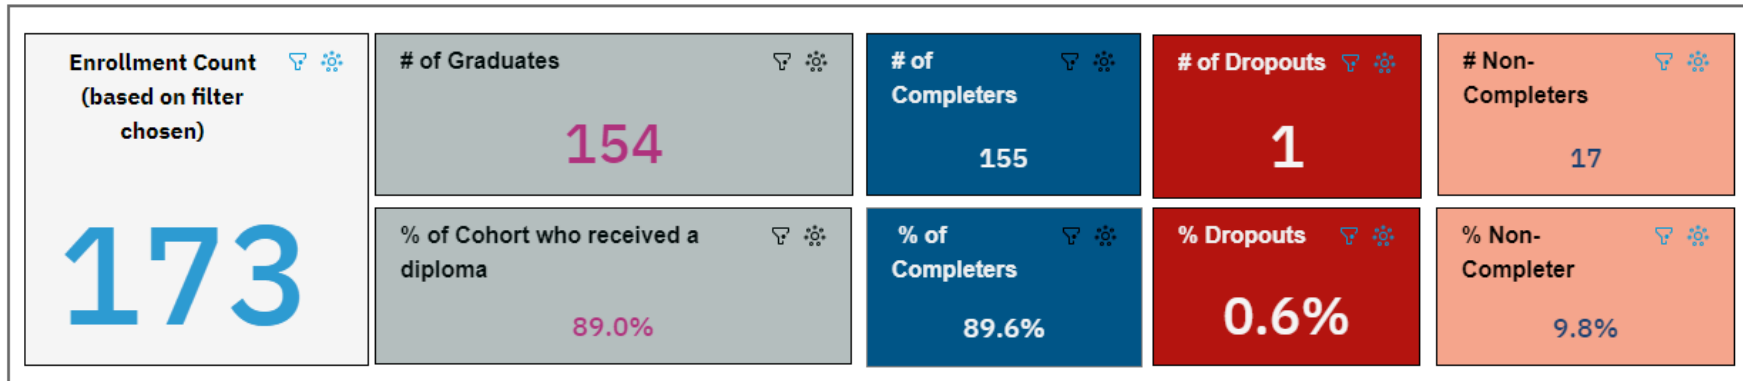 Enrollment Count
(based on filter
chosen)
173
# of Graduates
154
% of Cohort who received a
diploma
89.0%
# of
Completers
155
% of
Completers
89.6%
# of Dropouts
1
% Dropouts
0.6%
# Non-
Completers
17
% Non-
Completer
9.8%